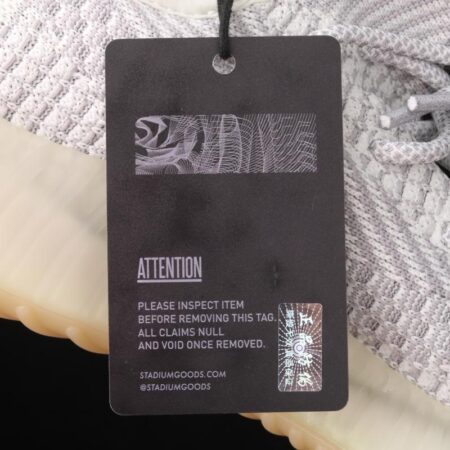 ATTENTION
PLEASE INSPECT ITEM
BEFORE REMOVING THIS TAG.
ALL CLAIMS NULL
AND VOID ONCE REMOVED.
STADIUMGOODS.COM
@STADIUMGOODS